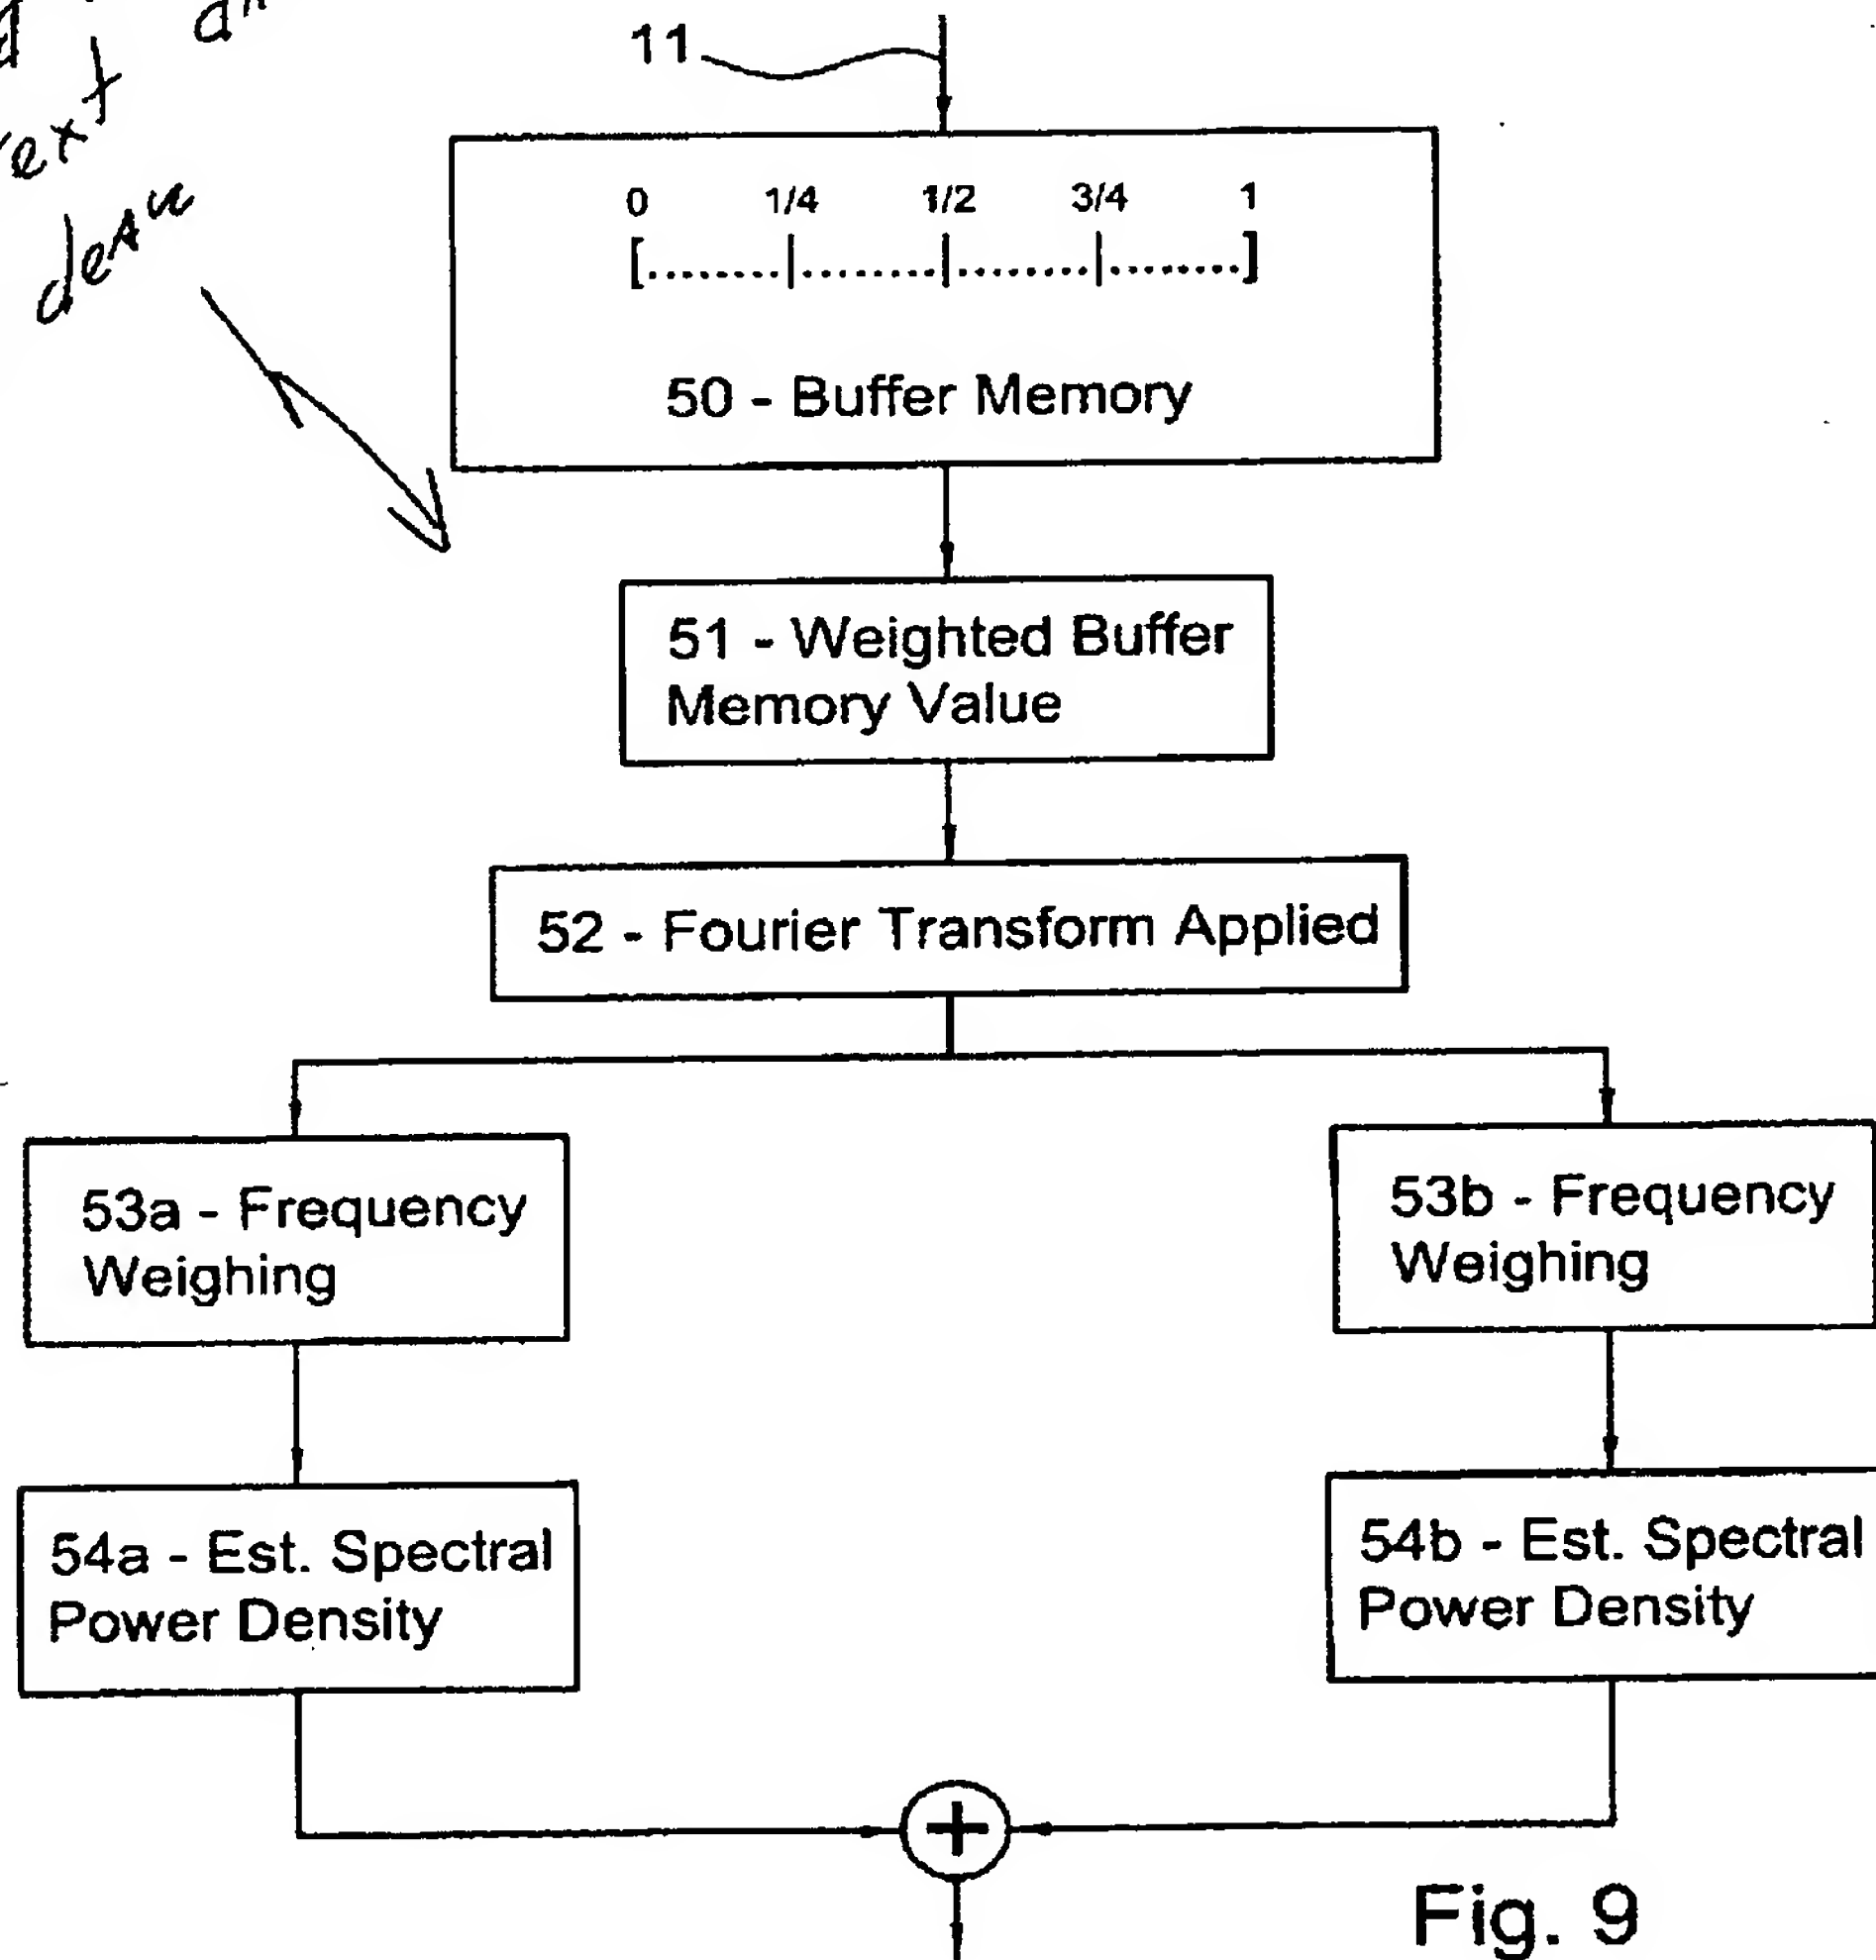 11
0 1/4 1/2 3/4 1
[........|.........|........|........]
50 - Buffer Memory
51 - Weighted Buffer
Memory Value
52 - Fourier Transform Applied
53a - Frequency
Weighing
53b - Frequency
Weighing
54a - Est. Spectral
Power Density
54b - Est. Spectral
Power Density
+
Fig. 9